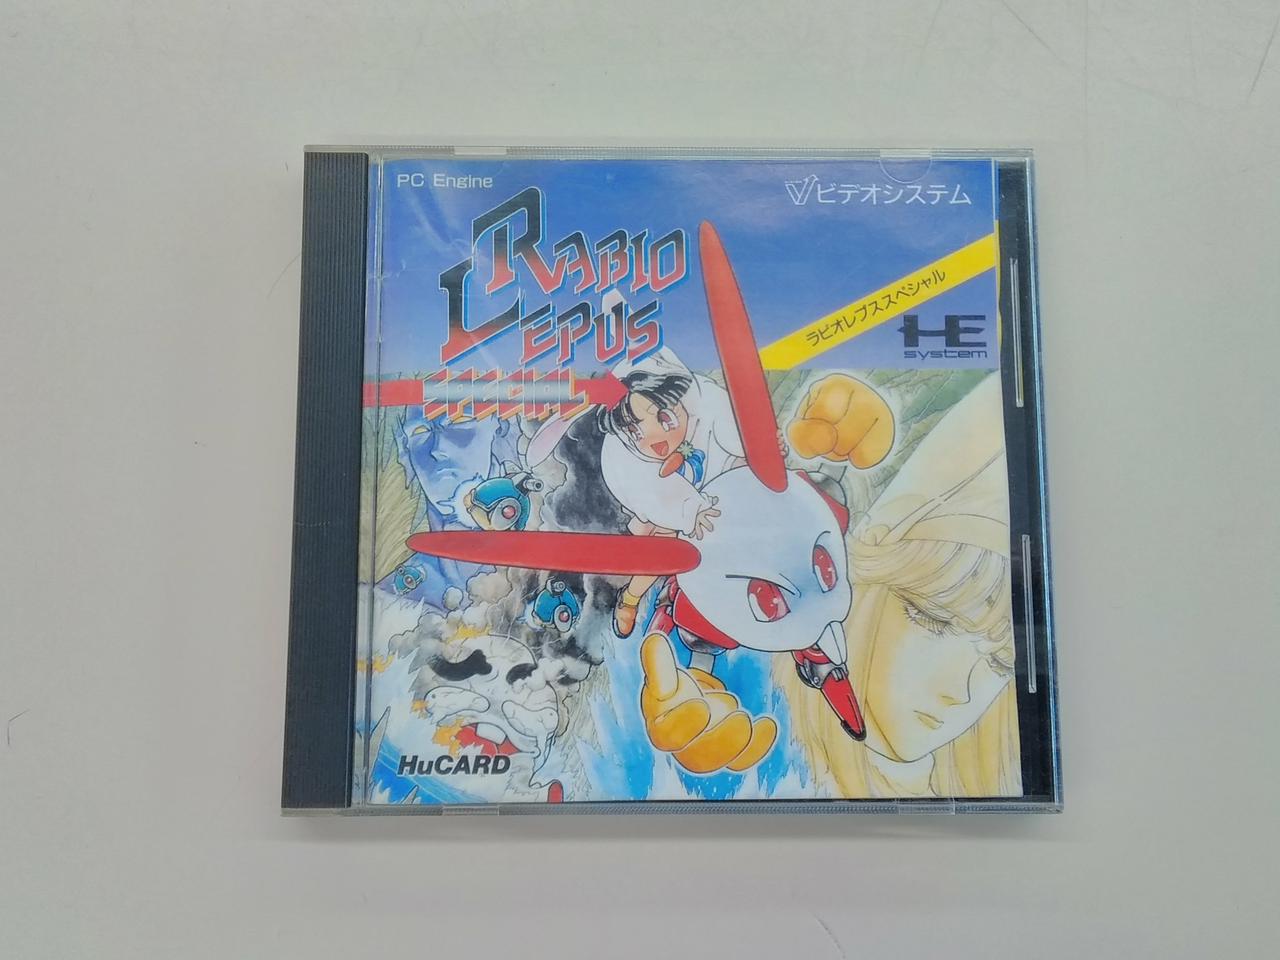 PC Engine
ビデオシステム
RABIO
LEPUS
SPECIAL
ラビオレプススペシャル
HE
system
HuCARD